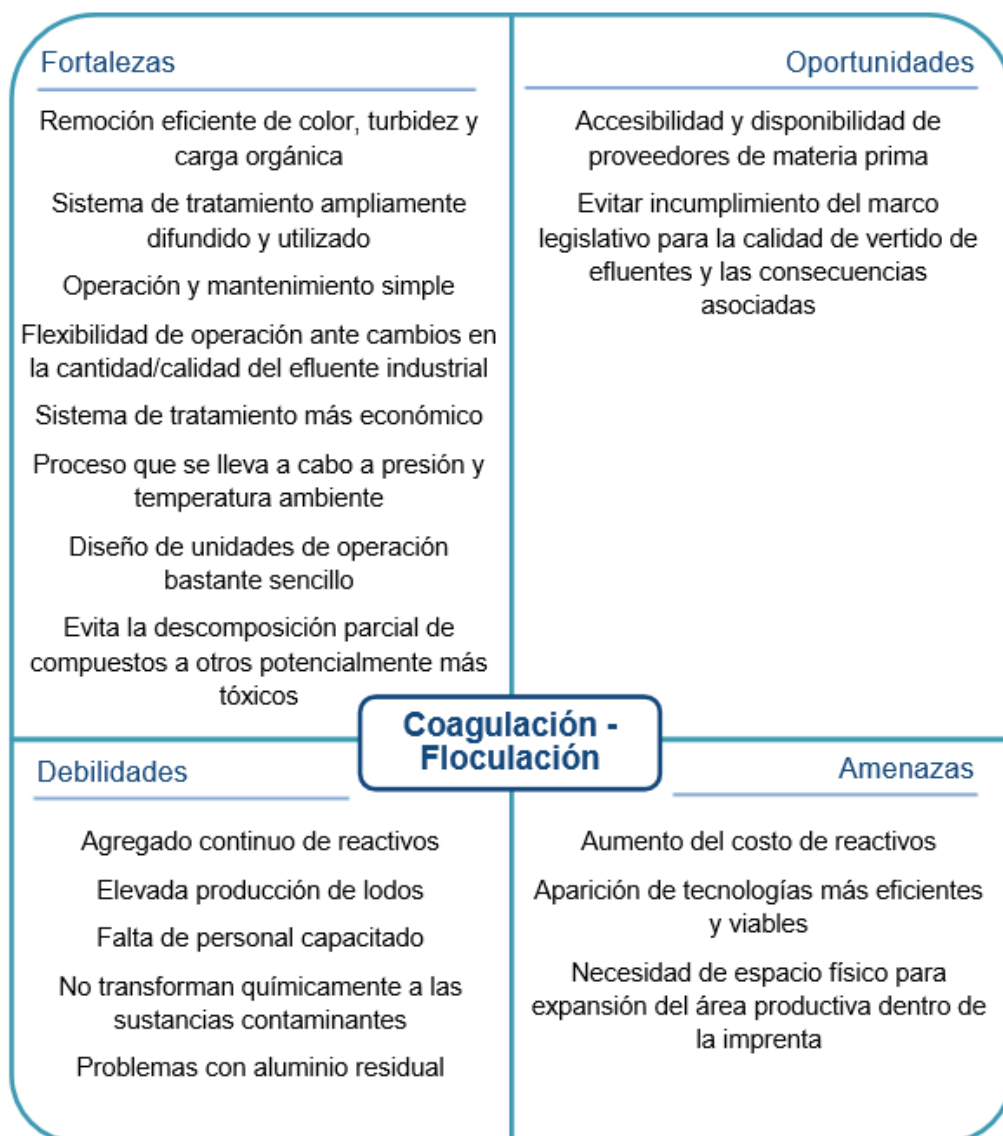 Fortalezas
Remoción eficiente de color, turbidez y
carga orgánica
Sistema de tratamiento ampliamente
difundido y utilizado
Operación y mantenimiento simple
Flexibilidad de operación ante cambios en
la cantidad/calidad del efluente industrial
Sistema de tratamiento más económico
Proceso que se lleva a cabo a presión y
temperatura ambiente
Diseño de unidades de operación
bastante sencillo
Evita la descomposición parcial de
compuestos a otros potencialmente más
tóxicos
Oportunidades
Accesibilidad y disponibilidad de
proveedores de materia prima
Evitar incumplimiento del marco
legislativo para la calidad de vertido de
efluentes y las consecuencias
asociadas
Coagulación -
Floculación
Debilidades
Agregado continuo de reactivos
Elevada producción de lodos
Falta de personal capacitado
No transforman químicamente a las
sustancias contaminantes
Problemas con aluminio residual
Amenazas
Aumento del costo de reactivos
Aparición de tecnologías más eficientes
y viables
Necesidad de espacio físico para
expansión del área productiva dentro de
la imprenta